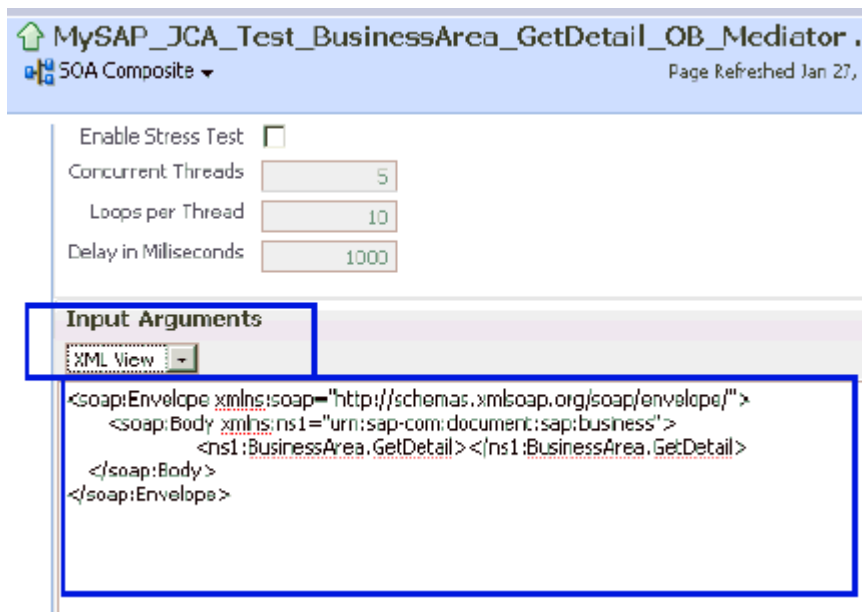 MySAP_JCA_Test_BusinessArea_GetDetail_OB_Mediator .
SOA Composite
Page Refreshed Jan 27,
Enable Stress Test
Concurrent Threads 5
Loops per Thread 10
Delay in Miliseconds 1000
Input Arguments
XML View
<soap:Envelope xmlns:soap="http://schemas.xmlsoap.org/soap/envelope/">
<soap:Body xmlns:ns1="urn:sap-com:document:sap:business">
<ns1:BusinessArea.GetDetail></ns1:BusinessArea.GetDetail>
</soap:Body>
</soap:Envelope>